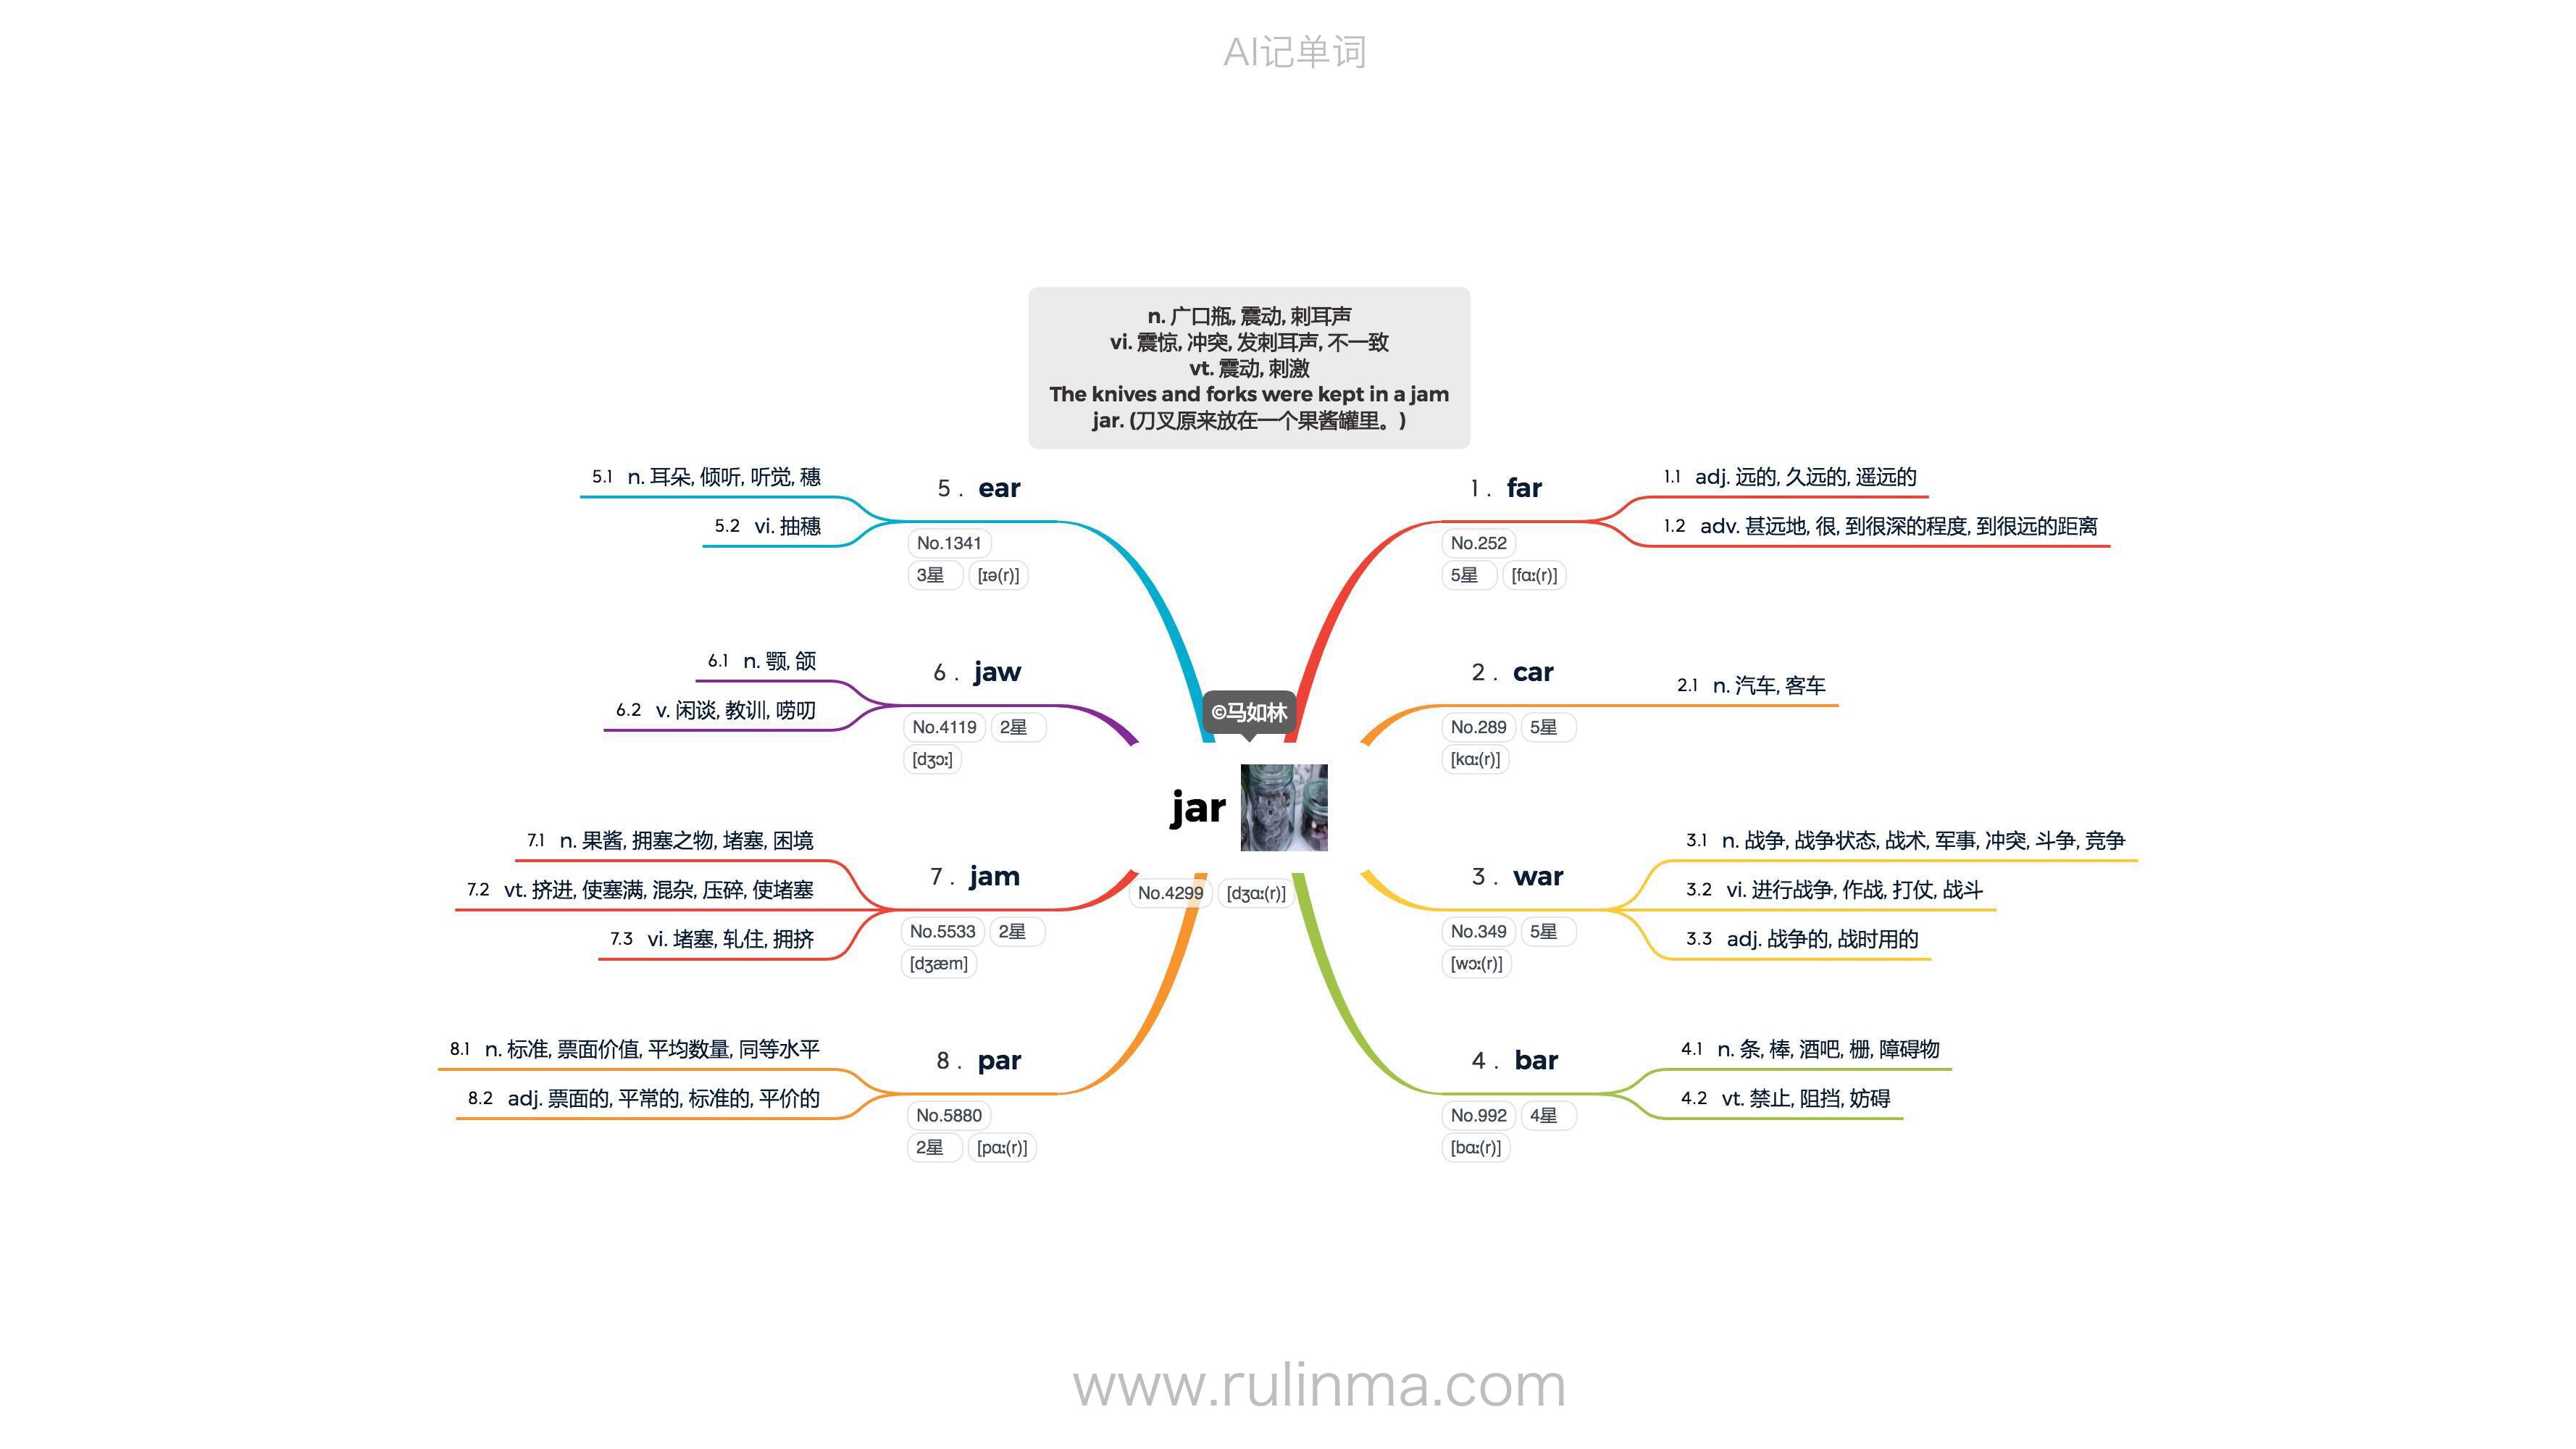 AI记单词
n. 广口瓶, 震动, 刺耳声
vi. 震惊, 冲突, 发刺耳声, 不一致
vt. 震动, 刺激
The knives and forks were kept in a jam
jar. (刀叉原来放在一个果酱罐里。)
©马如林
jar
No.4299 [dʒɑː(r)]
1 . far
No.252
5星 [fɑː(r)]
1.1 adj. 远的, 久远的, 遥远的
1.2 adv. 甚远地, 很, 到很深的程度, 到很远的距离
2 . car
No.289 5星
[kɑː(r)]
2.1 n. 汽车, 客车
3 . war
No.349 5星
[wɔː(r)]
3.1 n. 战争, 战争状态, 战术, 军事, 冲突, 斗争, 竞争
3.2 vi. 进行战争, 作战, 打仗, 战斗
3.3 adj. 战争的, 战时用的
4 . bar
No.992 4星
[bɑː(r)]
4.1 n. 条, 棒, 酒吧, 栅, 障碍物
4.2 vt. 禁止, 阻挡, 妨碍
5 . ear
No.1341
3星 [ɪə(r)]
5.1 n. 耳朵, 倾听, 听觉, 穗
5.2 vi. 抽穗
6 . jaw
No.4119 2星
[dʒɔː]
6.1 n. 颚, 颌
6.2 v. 闲谈, 教训, 唠叨
7 . jam
No.5533 2星
[dʒæm]
7.1 n. 果酱, 拥塞之物, 堵塞, 困境
7.2 vt. 挤进, 使塞满, 混杂, 压碎, 使堵塞
7.3 vi. 堵塞, 轧住, 拥挤
8 . par
No.5880
2星 [pɑː(r)]
8.1 n. 标准, 票面价值, 平均数量, 同等水平
8.2 adj. 票面的, 平常的, 标准的, 平价的
www.rulinma.com